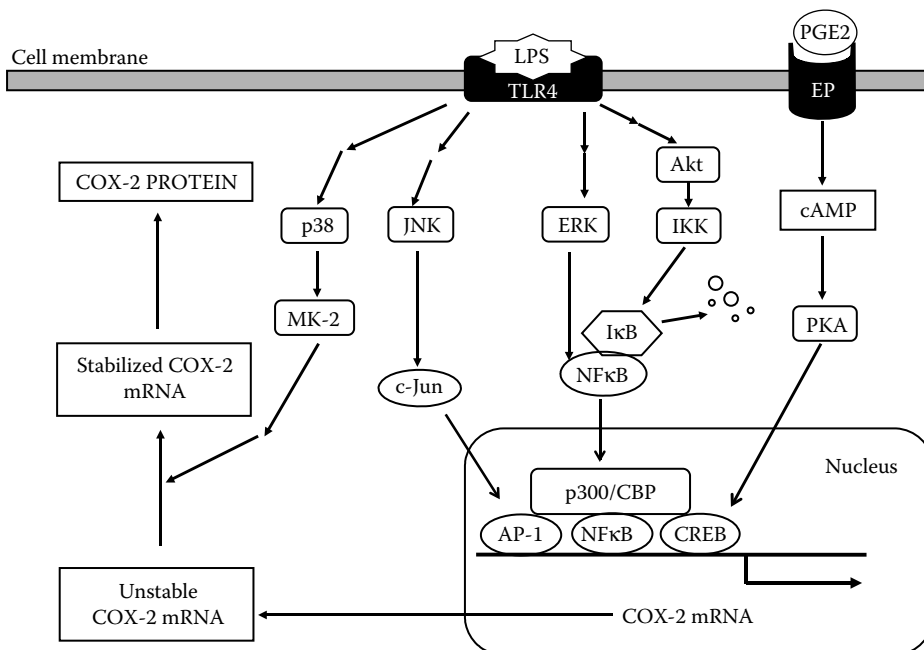 PGE2
Cell membrane
LPS
TLR4
EP
Akt
COX-2 PROTEIN
p38
JNK
ERK
IKK
cAMP
MK-2
IκB
PKA
Stabilized COX-2
mRNA
c-Jun
NFκB
Nucleus
p300/CBP
AP-1
NFκB
CREB
Unstable
COX-2 mRNA
COX-2 mRNA